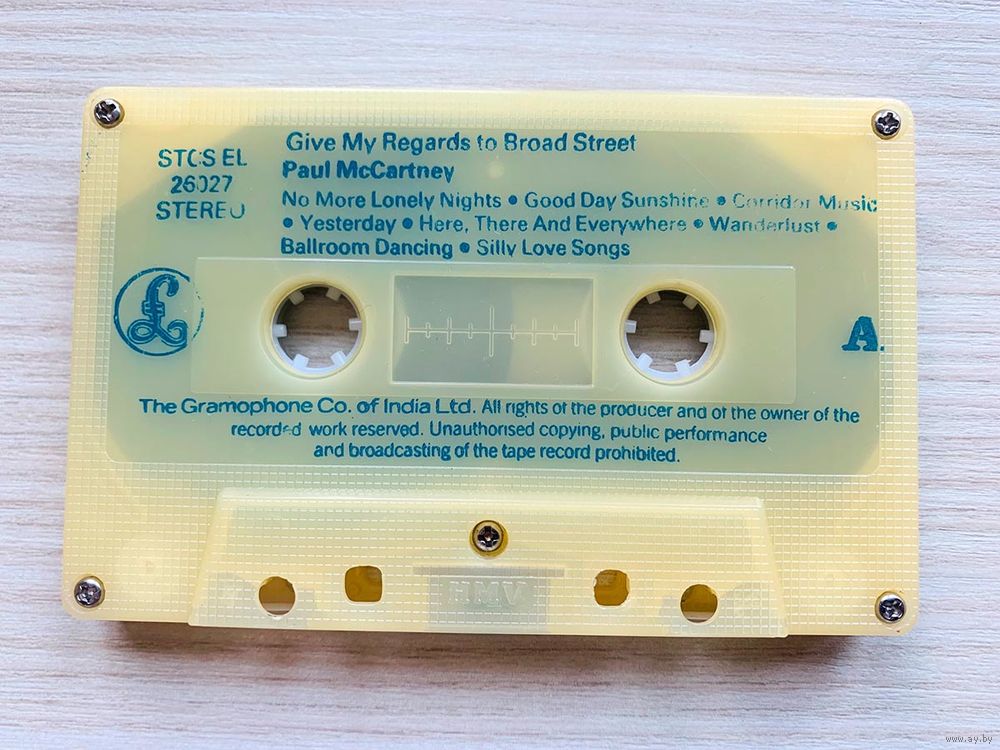 Give My Regards to Broad Street
STCS EL
26027
STEREO
Paul McCartney
No More Lonely Nights • Good Day Sunshine • Corridor Music
• Yesterday • Here, There And Everywhere • Wanderlust •
Ballroom Dancing • Silly Love Songs
£
A.
The Gramophone Co. of India Ltd. All rights of the producer and of the owner of the
recorded work reserved. Unauthorised copying, public performance
and broadcasting of the tape record prohibited.
HMV
www.ay.by